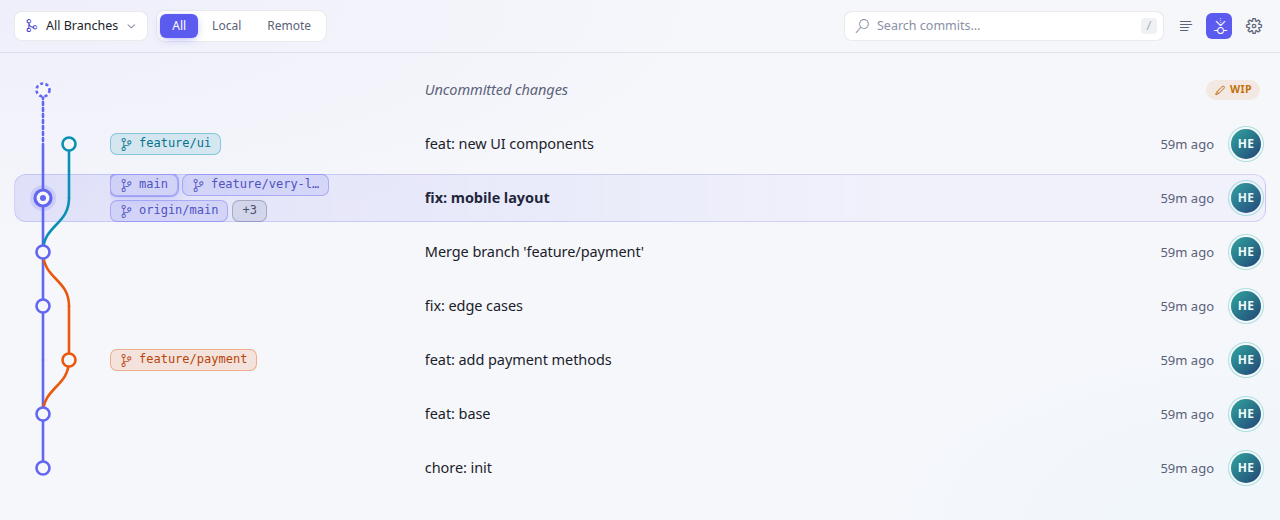 All Branches All Local Remote Search commits... /
Uncommitted changes WIP
feature/ui feat: new UI components 59m ago HE
main feature/very-l…
origin/main +3 fix: mobile layout 59m ago HE
Merge branch 'feature/payment' 59m ago HE
fix: edge cases 59m ago HE
feature/payment feat: add payment methods 59m ago HE
feat: base 59m ago HE
chore: init 59m ago HE